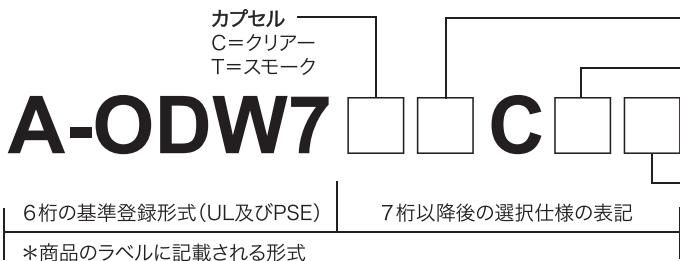 カプセル
C=クリアー
T=スモーク
A-ODW7 □ □ C □ □
6桁の基準登録形式(UL及びPSE)
7桁以降後の選択仕様の表記
*商品のラベルに記載される形式